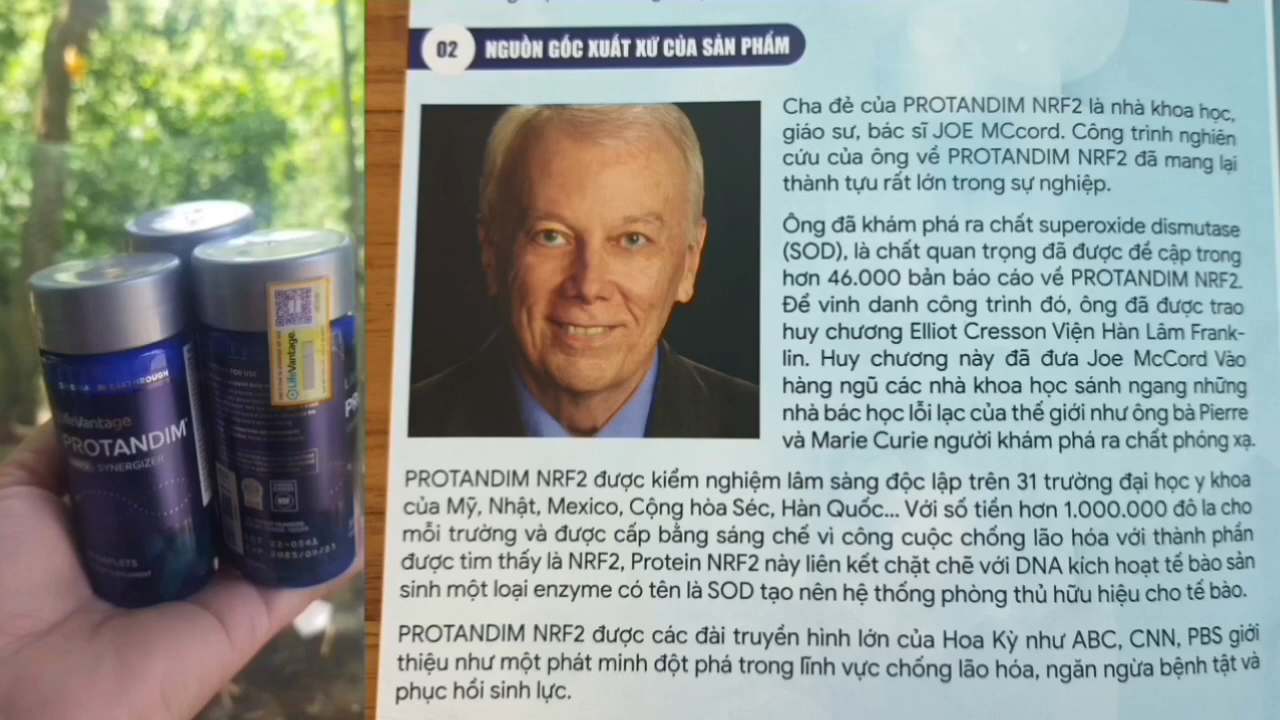 LifeVantage
PROTANDIM
SYNERGIZER
LifeVantage
FOR USE
NSF
02 NGUỒN GỐC XUẤT XỨ CỦA SẢN PHẨM
Cha đẻ của PROTANDIM NRF2 là nhà khoa học,
giáo sư, bác sĩ JOE MCcord. Công trình nghiên
cứu của ông về PROTANDIM NRF2 đã mang lại
thành tựu rất lớn trong sự nghiệp.
Ông đã khám phá ra chất superoxide dismutase
(SOD), là chất quan trọng đã được đề cập trong
hơn 46.000 bản báo cáo về PROTANDIM NRF2.
Để vinh danh công trình đó, ông đã được trao
huy chương Elliot Cresson Viện Hàn Lâm Frank-
lin. Huy chương này đã đưa Joe McCord Vào
hàng ngũ các nhà khoa học sánh ngang những
nhà bác học lỗi lạc của thế giới như ông bà Pierre
và Marie Curie người khám phá ra chất phóng xạ.
PROTANDIM NRF2 được kiểm nghiệm lâm sàng độc lập trên 31 trường đại học y khoa
của Mỹ, Nhật, Mexico, Cộng hòa Séc, Hàn Quốc... Với số tiền hơn 1.000.000 đô la cho
mỗi trường và được cấp bằng sáng chế vì công cuộc chống lão hóa với thành phần
được tìm thấy là NRF2, Protein NRF2 này liên kết chặt chẽ với DNA kích hoạt tế bào sản
sinh một loại enzyme có tên là SOD tạo nên hệ thống phòng thủ hữu hiệu cho tế bào.
PROTANDIM NRF2 được các đài truyền hình lớn của Hoa Kỳ như ABC, CNN, PBS giới
thiệu như một phát minh đột phá trong lĩnh vực chống lão hóa, ngăn ngừa bệnh tật và
phục hồi sinh lực.